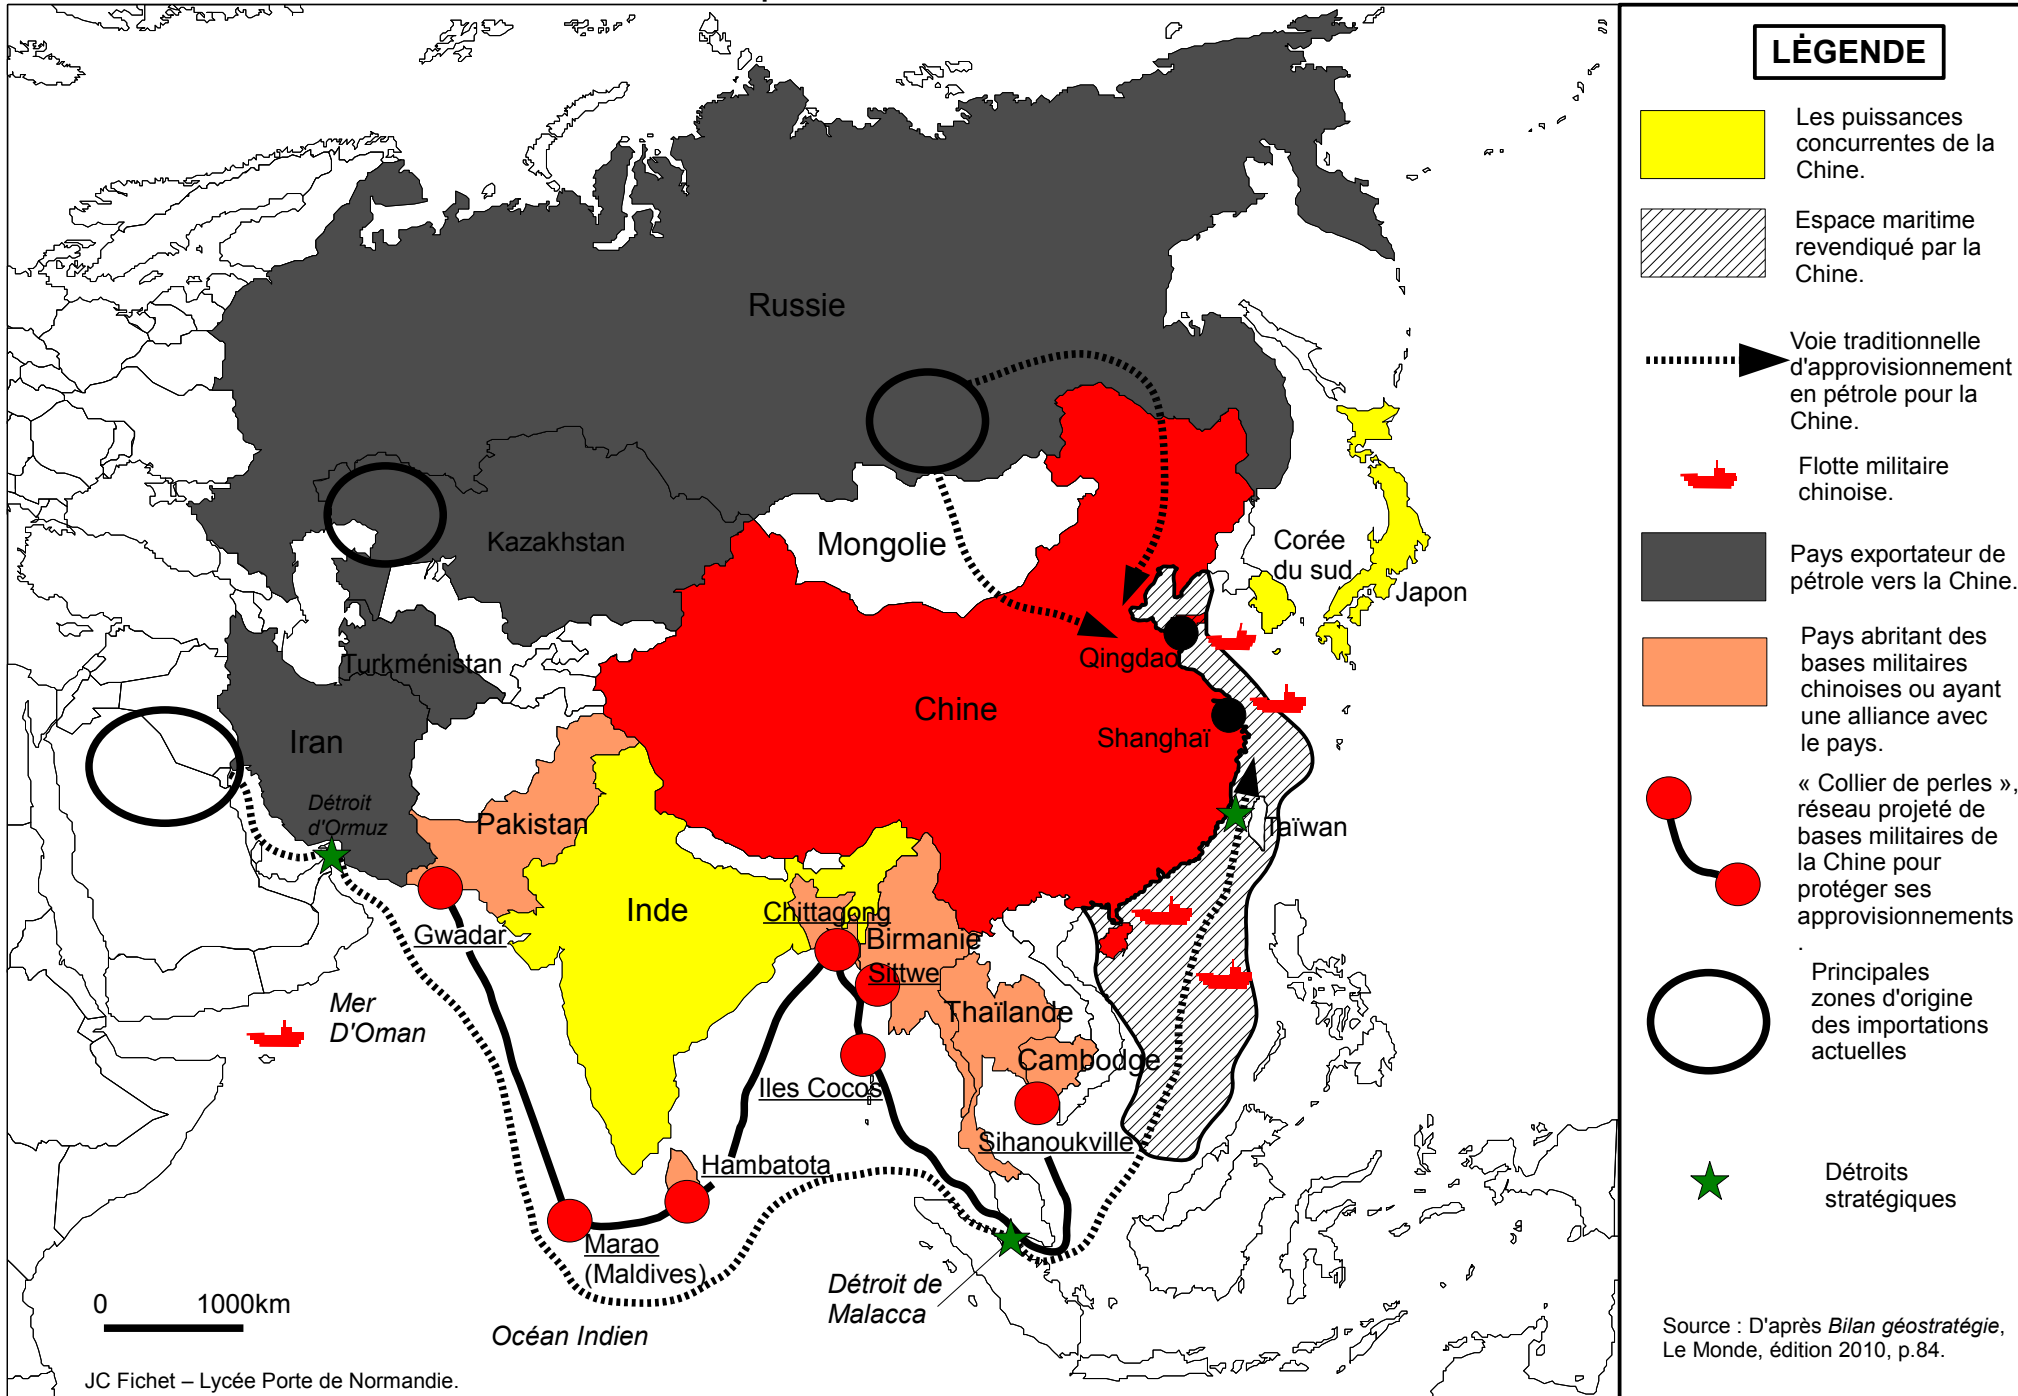 Russie
Kazakhstan
Mongolie
Corée
du sud
Japon
Turkménistan
Qingdao
Iran
Chine
Shanghaï
Détroit
d'Ormuz
Pakistan
Taïwan
Inde
Chittagong
Gwadar
Birmanie
Sittwe
Mer
D'Oman
Thaïlande
Cambodge
Iles Cocos
Sihanoukville
Hambatota
Marao
(Maldives)
Détroit de
Malacca
0 1000km
Océan Indien
JC Fichet – Lycée Porte de Normandie.
LÉGENDE
Les puissances
concurrentes de la
Chine.
Espace maritime
revendiqué par la
Chine.
Voie traditionnelle
d'approvisionnement
en pétrole pour la
Chine.
Flotte militaire
chinoise.
Pays exportateur de
pétrole vers la Chine.
Pays abritant des
bases militaires
chinoises ou ayant
une alliance avec
le pays.
« Collier de perles »,
réseau projeté de
bases militaires de
la Chine pour
protéger ses
approvisionnements
.
Principales
zones d'origine
des importations
actuelles
Détroits
stratégiques
Source : D'après Bilan géostratégie,
Le Monde, édition 2010, p.84.